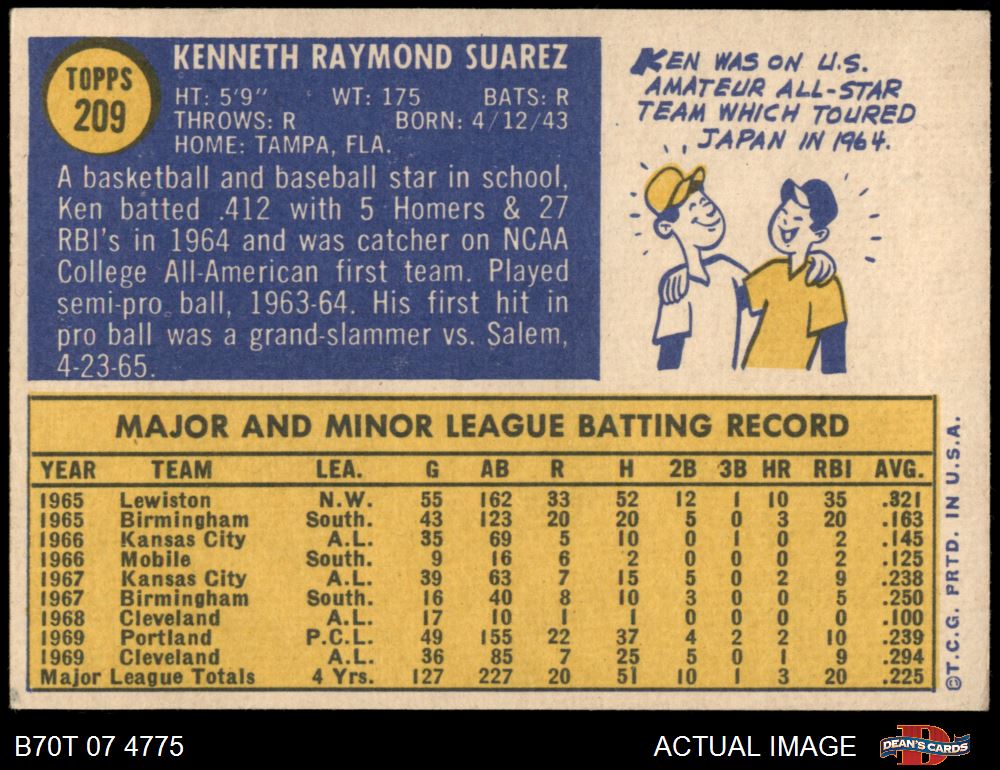 TOPPS
209
KENNETH RAYMOND SUAREZ
HT: 5'9" WT: 175 BATS: R
THROWS: R BORN: 4/12/43
HOME: TAMPA, FLA.
A basketball and baseball star in school,
Ken batted .412 with 5 Homers & 27
RBI's in 1964 and was catcher on NCAA
College All-American first team. Played
semi-pro ball, 1963-64. His first hit in
pro ball was a grand-slammer vs. Salem,
4-23-65.
KEN WAS ON U.S.
AMATEUR ALL-STAR
TEAM WHICH TOURED
JAPAN IN 1964.
MAJOR AND MINOR LEAGUE BATTING RECORD
YEAR TEAM LEA. G AB R H 2B 3B HR RBI AVG.
1965 Lewiston N.W. 55 162 33 52 12 1 10 35 .321
1965 Birmingham South. 43 123 20 20 5 0 3 20 .163
1966 Kansas City A.L. 35 69 5 10 0 1 0 2 .145
1966 Mobile South. 9 16 6 2 0 0 0 2 .125
1967 Kansas City A.L. 39 63 7 15 5 0 2 9 .238
1967 Birmingham South. 16 40 8 10 3 0 0 5 .250
1968 Cleveland A.L. 17 10 1 1 0 0 0 0 .100
1969 Portland P.C.L. 49 155 22 37 4 2 2 10 .239
1969 Cleveland A.L. 36 85 7 25 5 0 1 9 .294
Major League Totals 4 Yrs. 127 227 20 51 10 1 3 20 .225
©T.C.G. PRTD. IN U.S.A.
B70T 07 4775
ACTUAL IMAGE
DEAN'S CARDS